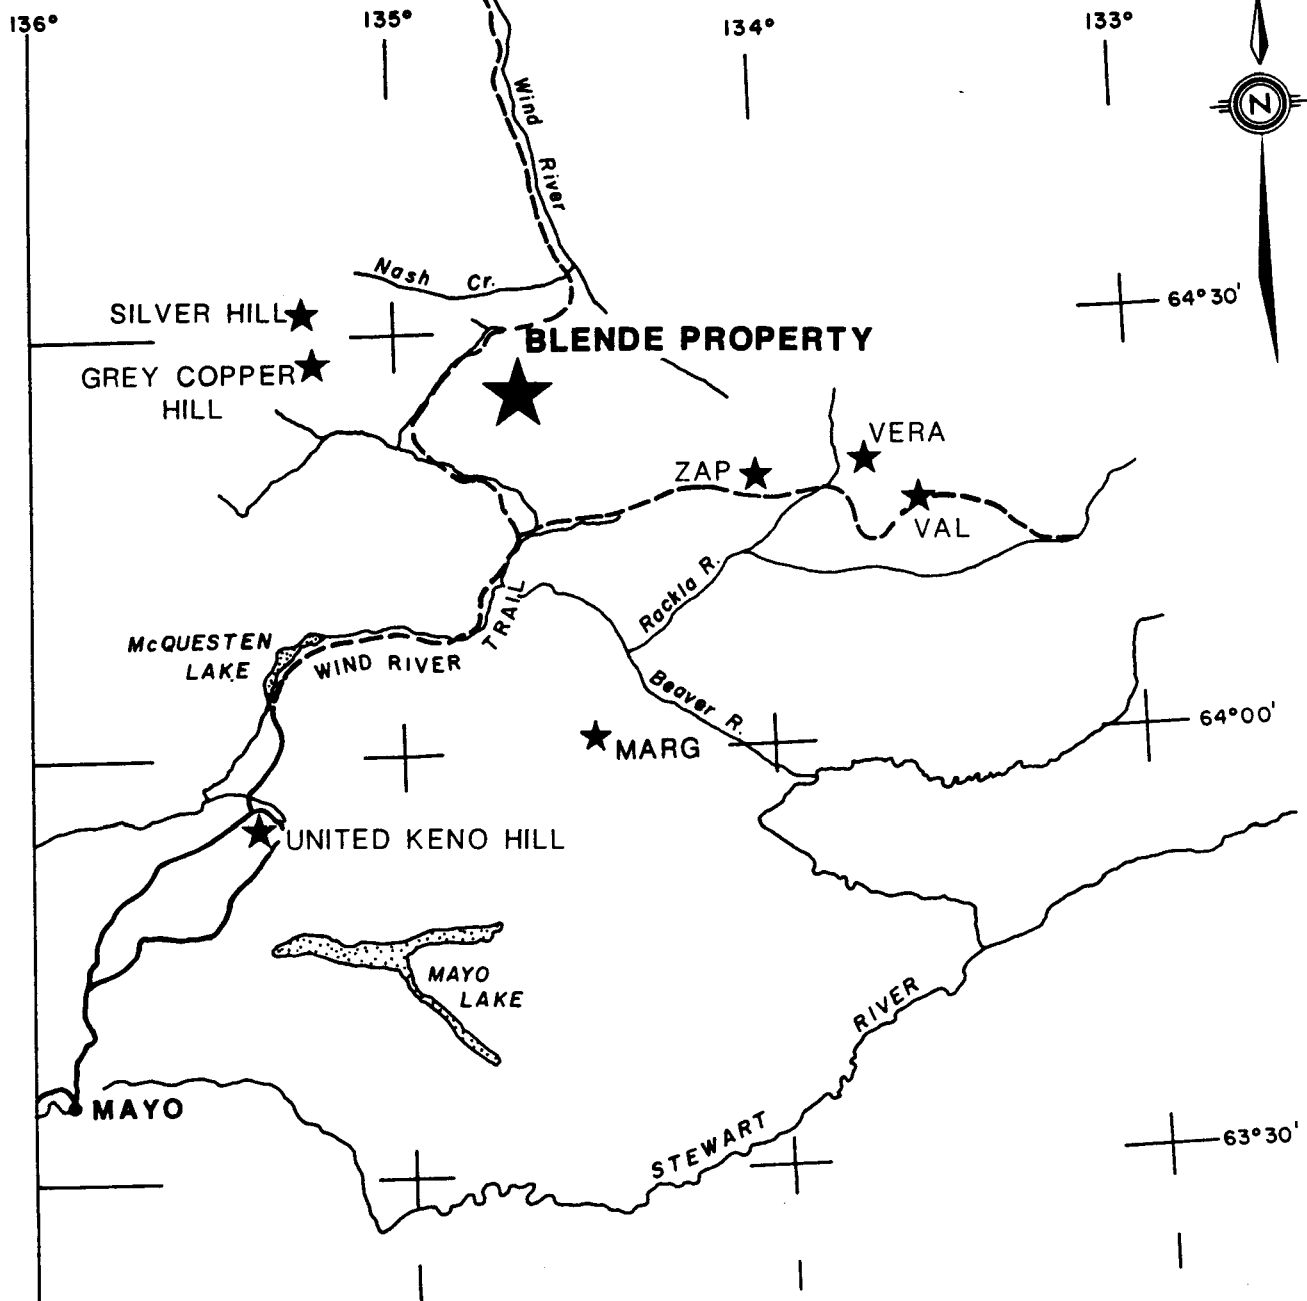 136°
135°
134°
133°
N
Wind
River
Nash Cr.
64°30'
SILVER HILL
BLENDE PROPERTY
GREY COPPER
HILL
VERA
ZAP
VAL
Rackla R.
TRAIL
McQUESTEN
LAKE
WIND RIVER
Beaver R.
64°00'
MARG
UNITED KENO HILL
MAYO
LAKE
RIVER
STEWART
MAYO
63°30'